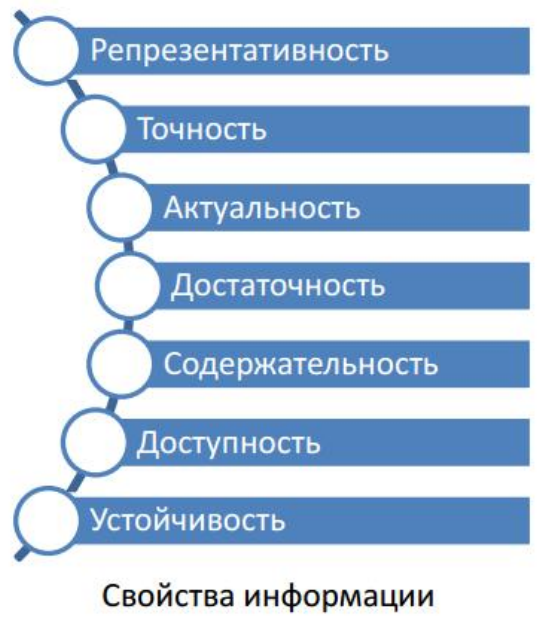 Репрезентативность
Точность
Актуальность
Достаточность
Содержательность
Доступность
Устойчивость
Свойства информации